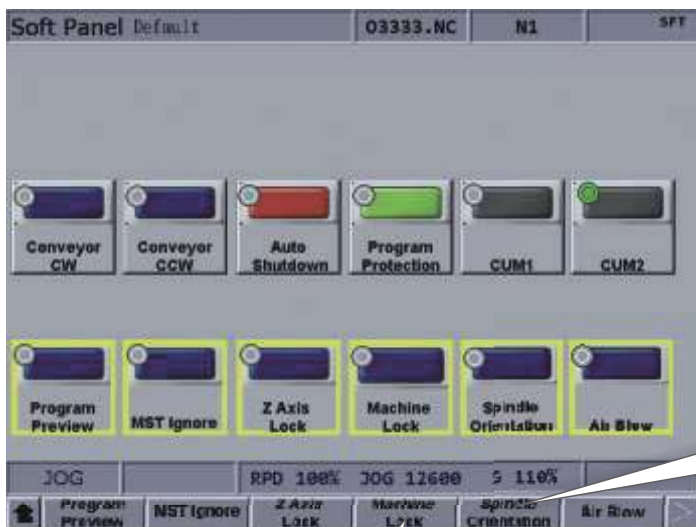 Soft Panel Default O3333.NC N1 SFT
Conveyor CW
Conveyor CCW
Auto Shutdown
Program Protection
CUM1
CUM2
Program Preview
MST Ignore
Z Axis Lock
Machine Lock
Spindle Orientation
Air Blow
JOG RPD 100% JOG 12600 S 110%
Program Preview
MST Ignore
Z Axis Lock
Machine Lock
Spindle Orientation
Air Blow